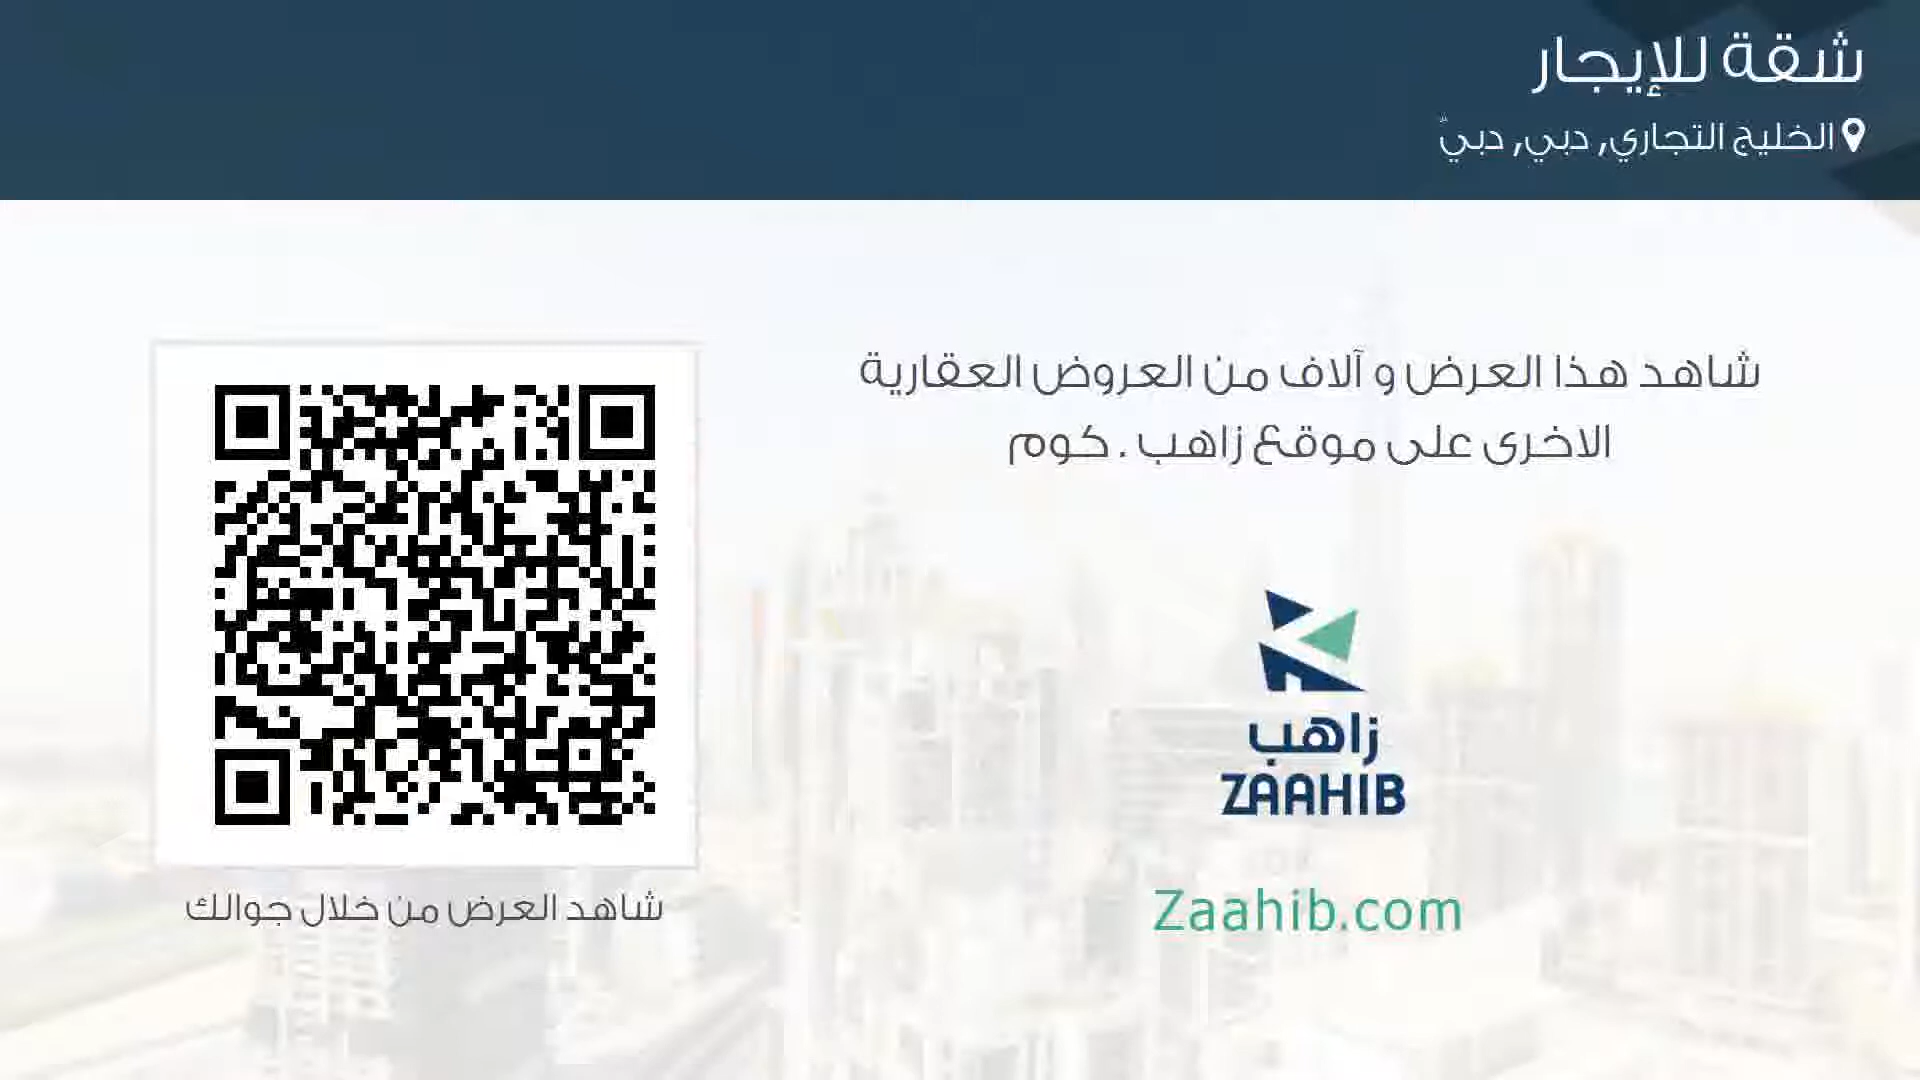 شقة للإيجار
الخليج التجاري, دبي, دبيّ
شاهد هذا العرض و آلاف من العروض العقارية
الاخرى على موقع زاهب . كوم
زاهب
ZAAHIB
Zaahib.com
شاهد العرض من خلال جوالك